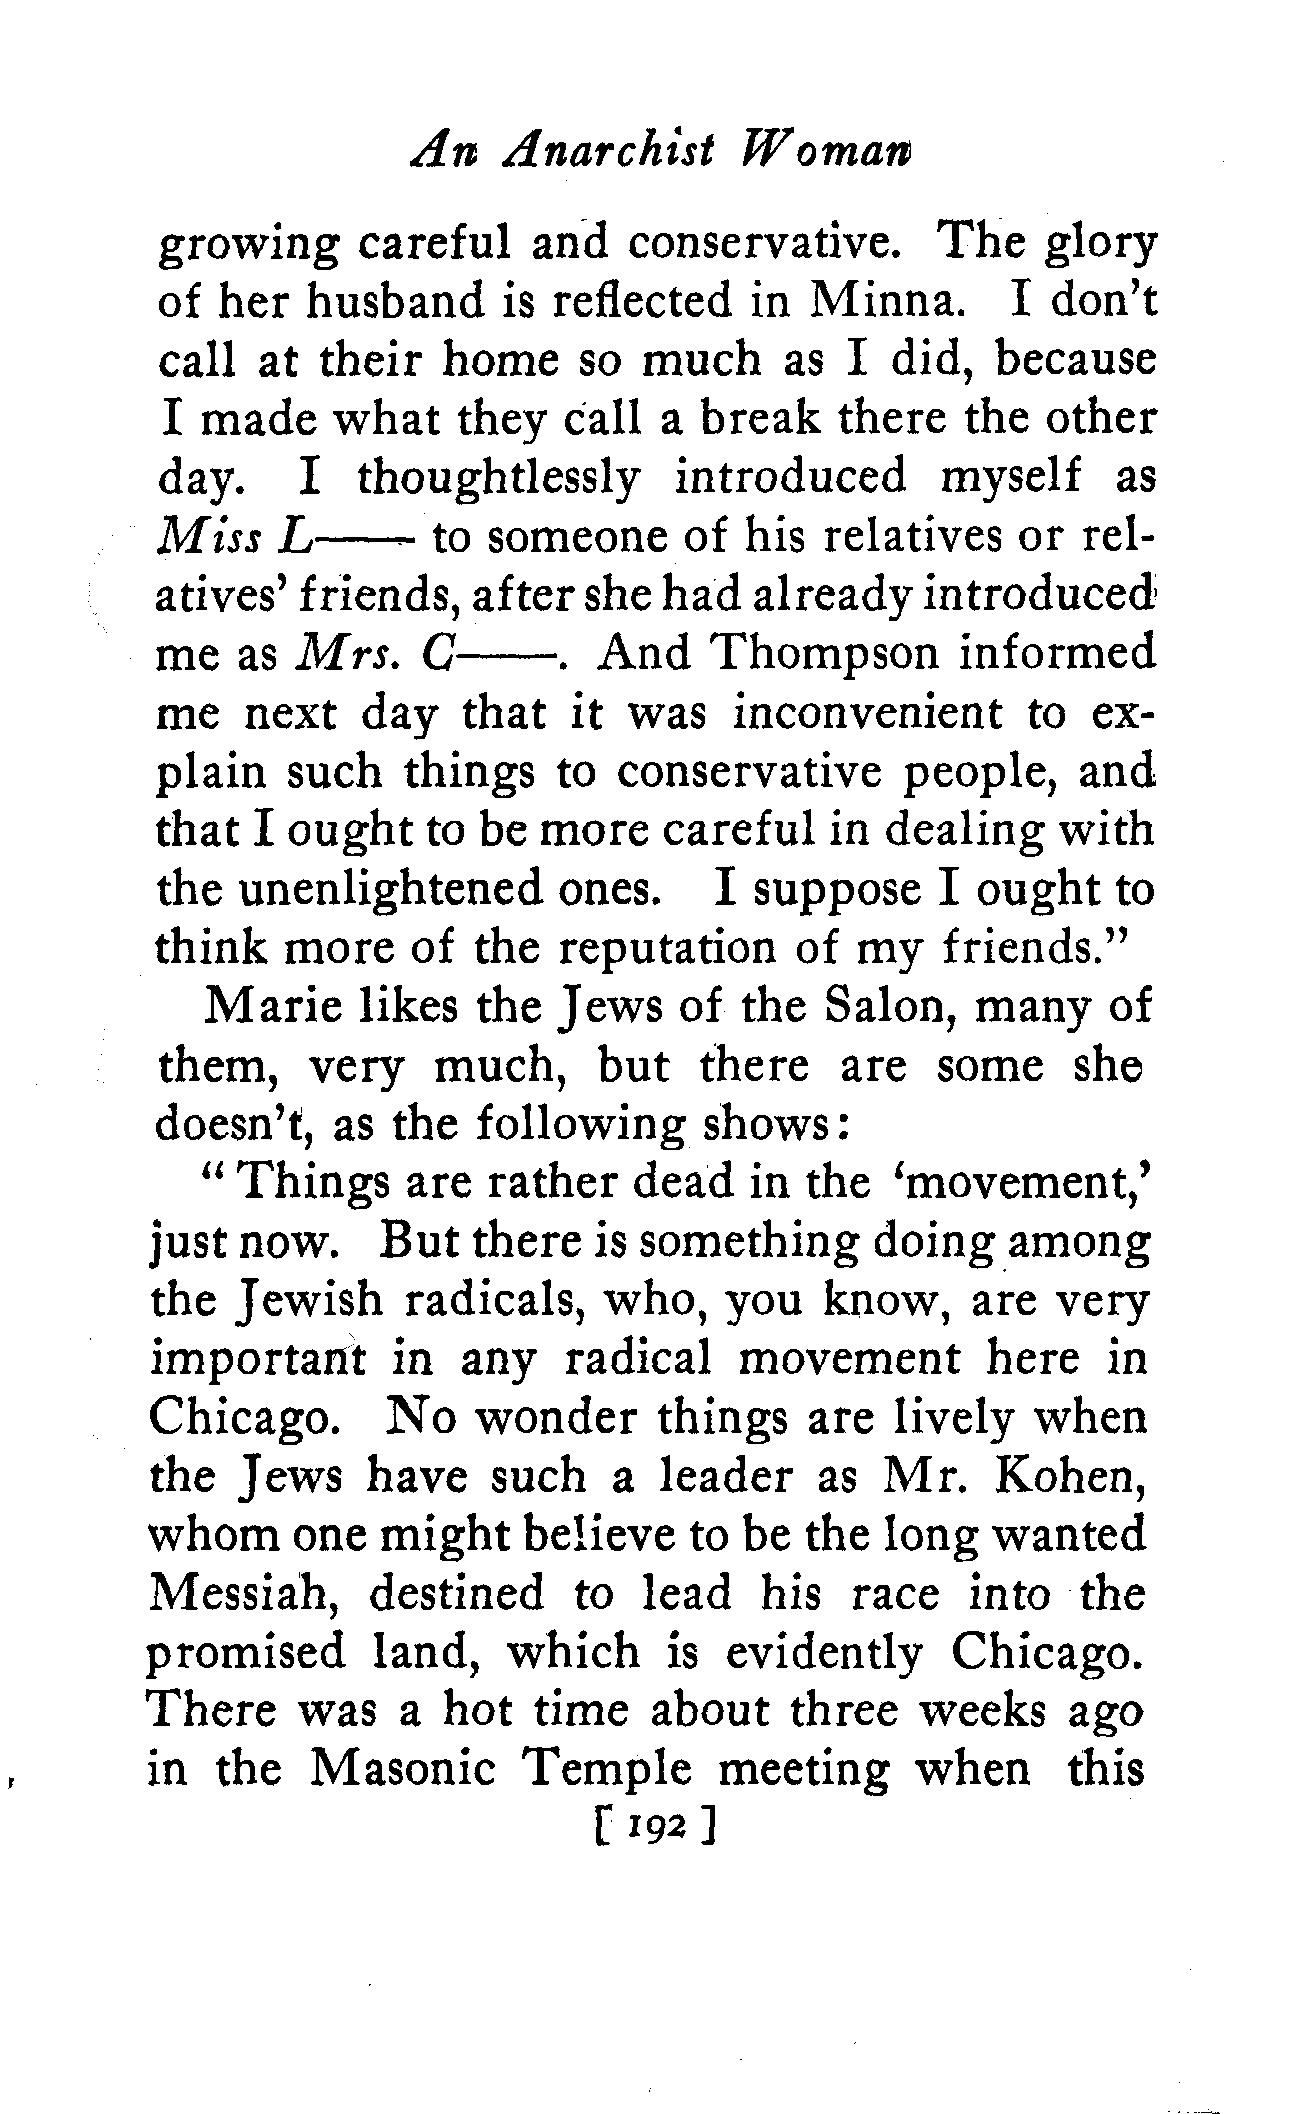 An Anarchist Woman
growing careful and conservative. The glory
of her husband is reflected in Minna. I don't
call at their home so much as I did, because
I made what they call a break there the other
day. I thoughtlessly introduced myself as
Miss L—— to someone of his relatives or rel-
atives' friends, after she had already introduced
me as Mrs. C——. And Thompson informed
me next day that it was inconvenient to ex-
plain such things to conservative people, and
that I ought to be more careful in dealing with
the unenlightened ones. I suppose I ought to
think more of the reputation of my friends."
Marie likes the Jews of the Salon, many of
them, very much, but there are some she
doesn't, as the following shows:
"Things are rather dead in the 'movement,'
just now. But there is something doing among
the Jewish radicals, who, you know, are very
important in any radical movement here in
Chicago. No wonder things are lively when
the Jews have such a leader as Mr. Kohen,
whom one might believe to be the long wanted
Messiah, destined to lead his race into the
promised land, which is evidently Chicago.
There was a hot time about three weeks ago
in the Masonic Temple meeting when this
[ 192 ]